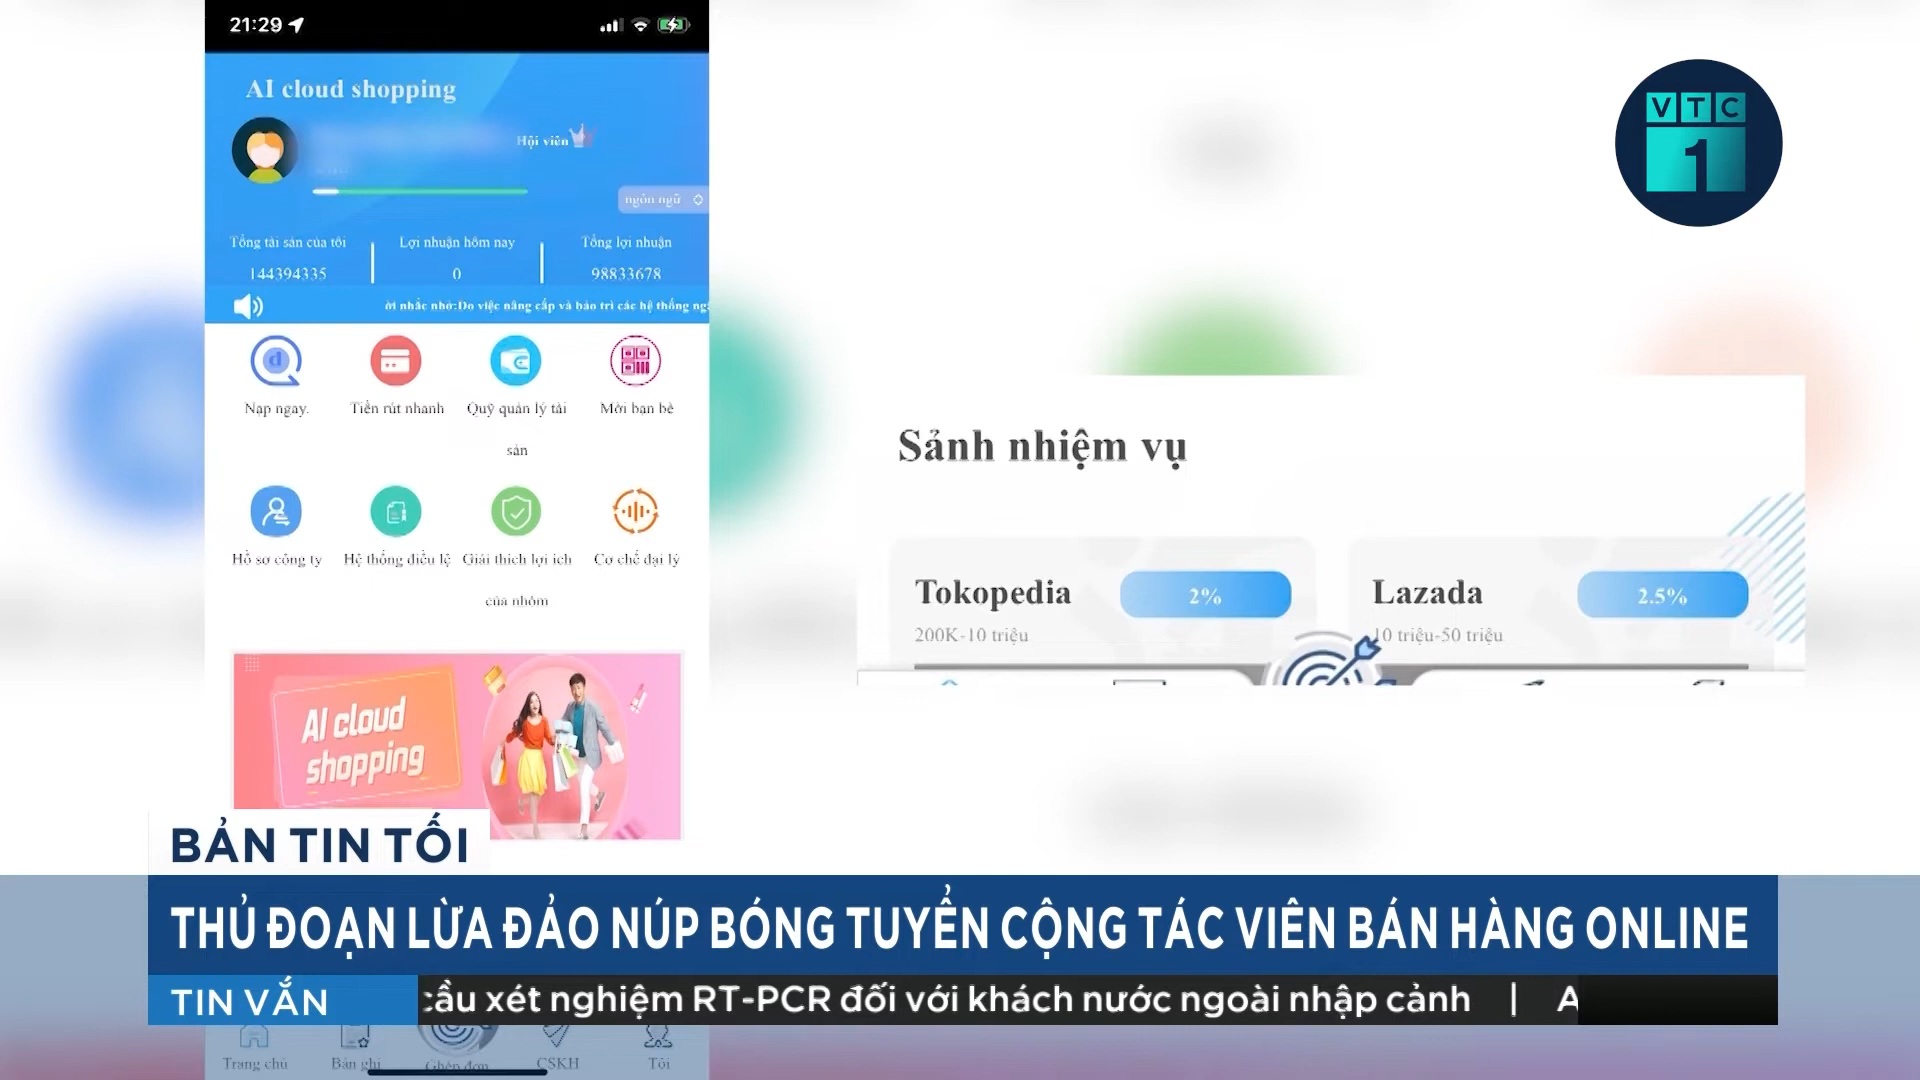 21:29
AI cloud shopping
Hội viên
ngôn ngữ
Tổng tài sản của tôi
Lợi nhuận hôm nay
Tổng lợi nhuận
144394335
0
98833678
ời nhắc nhở:Do việc nâng cấp và bảo trì các hệ thống
Nạp ngay.
Tiền rút nhanh
Quỹ quản lý tài sản
Mời bạn bè
Hồ sơ công ty
Hệ thống điều lệ
Giải thích lợi ích của nhóm
Cơ chế đại lý
AI cloud
shopping
VTC
1
Sảnh nhiệm vụ
Tokopedia
2%
200K-10 triệu
Lazada
2.5%
10 triệu-50 triệu
BẢN TIN TỐI
THỦ ĐOẠN LỪA ĐẢO NÚP BÓNG TUYỂN CỘNG TÁC VIÊN BÁN HÀNG ONLINE
TIN VẮN
cầu xét nghiệm RT-PCR đối với khách nước ngoài nhập cảnh | A
Trang chủ
Bản ghi
Ghép đơn
CSKH
Tôi